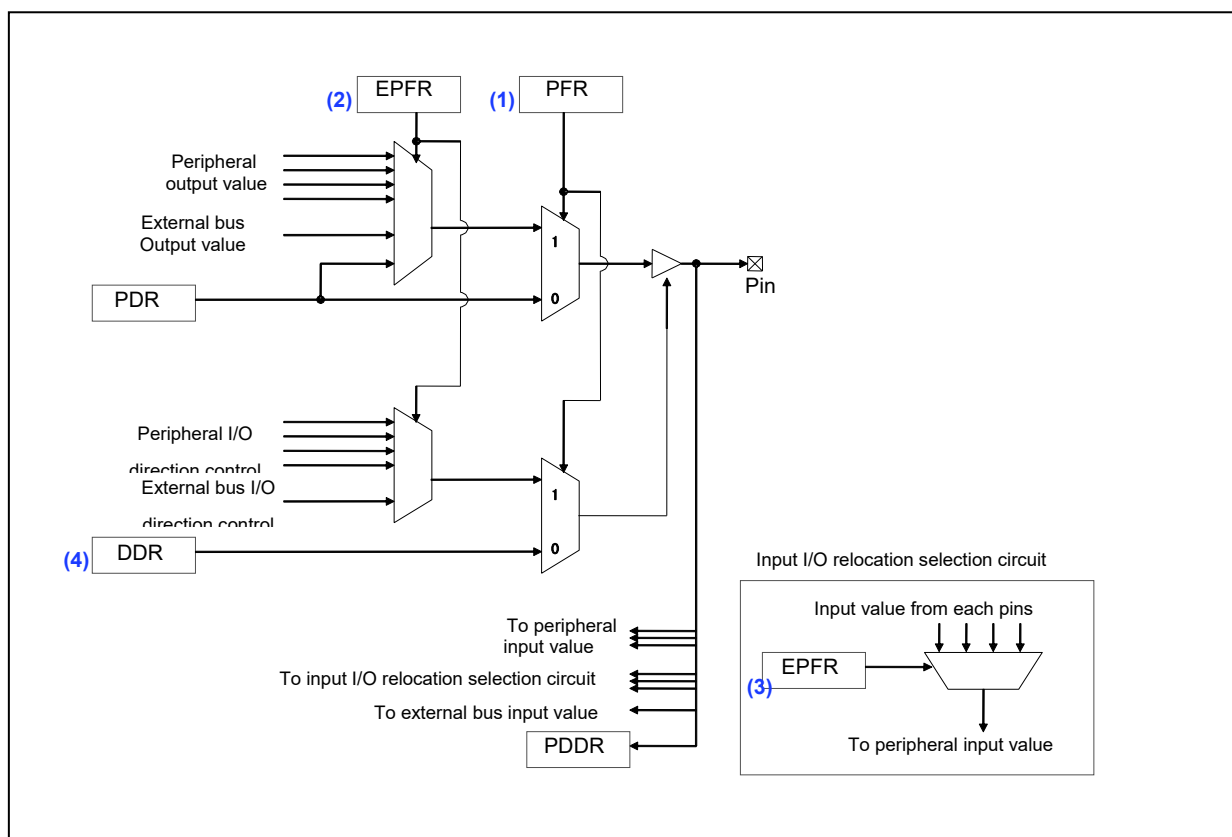 EPFR
PFR
(2)
(1)
Peripheral
output value
External bus
Output value
1
PDR
0
Pin
Peripheral I/O
direction control
External bus I/O
1
direction control
DDR
0
(4)
Input I/O relocation selection circuit
Input value from each pins
To peripheral
input value
EPFR
(3)
To input I/O relocation selection circuit
To external bus input value
PDDR
To peripheral input value